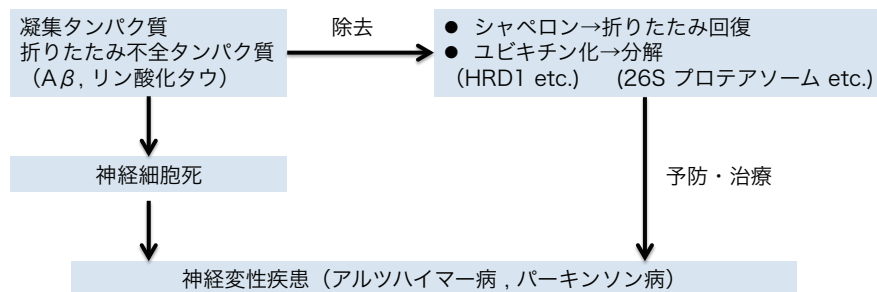 凝集タンパク質
折りたたみ不全タンパク質
(Aβ, リン酸化タウ)
除去
● シャペロン→折りたたみ回復
● ユビキチン化→分解
(HRD1 etc.) (26S プロテアソーム etc.)
神経細胞死
予防・治療
神経変性疾患(アルツハイマー病 , パーキンソン病)